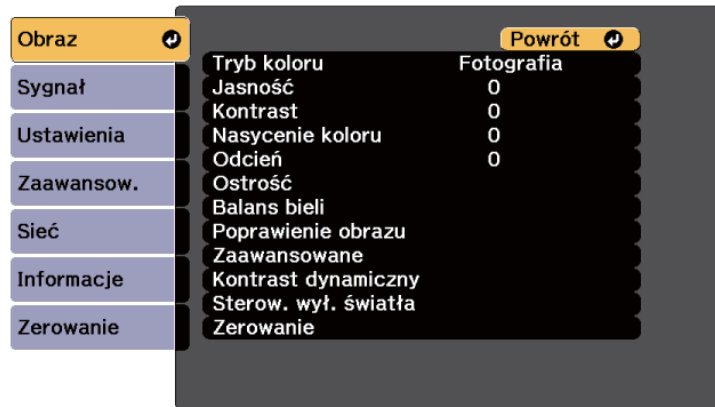 Obraz
Sygnał
Ustawienia
Zaawansow.
Sieć
Informacje
Zerowanie
Powrót
Tryb koloru Fotografia
Jasność 0
Kontrast 0
Nasycenie koloru 0
Odcień 0
Ostrość
Balans bieli
Poprawienie obrazu
Zaawansowane
Kontrast dynamiczny
Sterow. wył. światła
Zerowanie